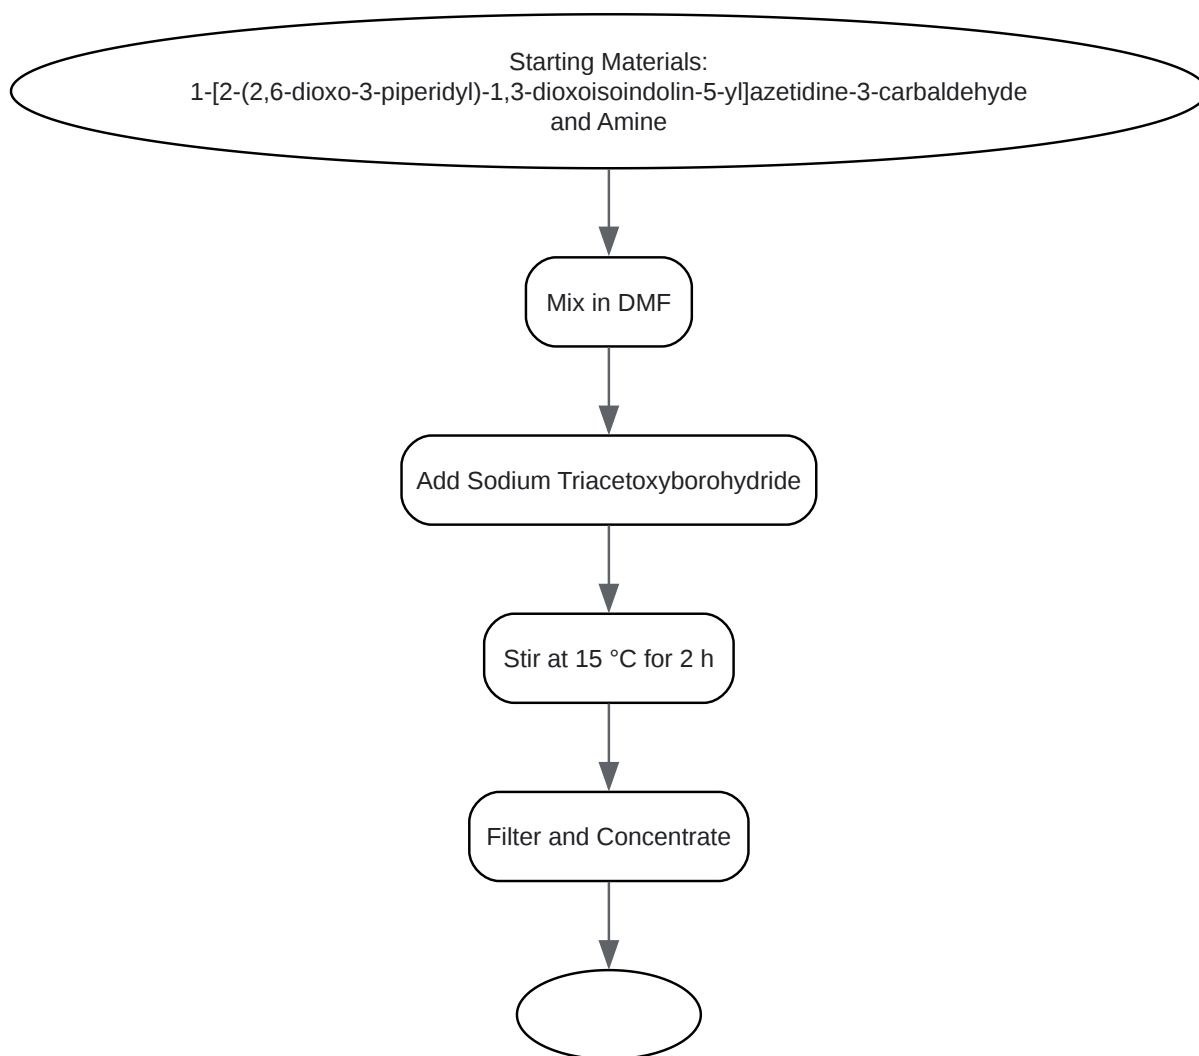 Starting Materials:
1-[2-(2,6-dioxo-3-piperidyl)-1,3-dioxoisoindolin-5-yl]azetidine-3-carbaldehyde
and Amine
Mix in DMF
Add Sodium Triacetoxyborohydride
Stir at 15 °C for 2 h
Filter and Concentrate